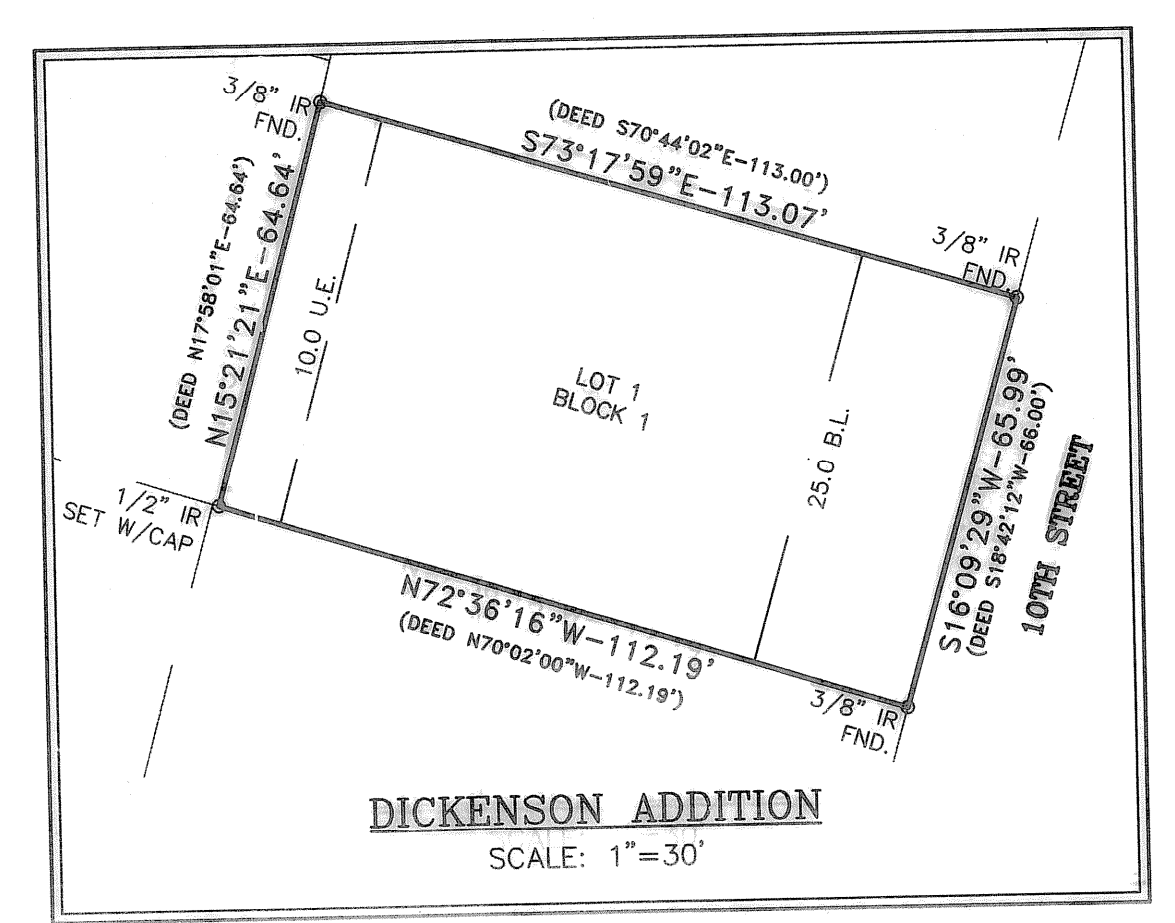 3/8" IR
FND.
(DEED S70°44'02"E-113.00')
S73°17'59"E-113.07'
3/8" IR
FND.
(DEED N17°58'01"E-64.64')
N15°21'21"E-64.64'
10.0 U.E.
LOT 1
BLOCK 1
25.0 B.L.
S16°09'29"W-65.99'
(DEED S18°42'12"W-66.00')
10TH STREET
1/2" IR
SET W/CAP
N72°36'16"W-112.19'
(DEED N70°02'00"W-112.19')
3/8" IR
FND.
DICKENSON ADDITION
SCALE: 1"=30'